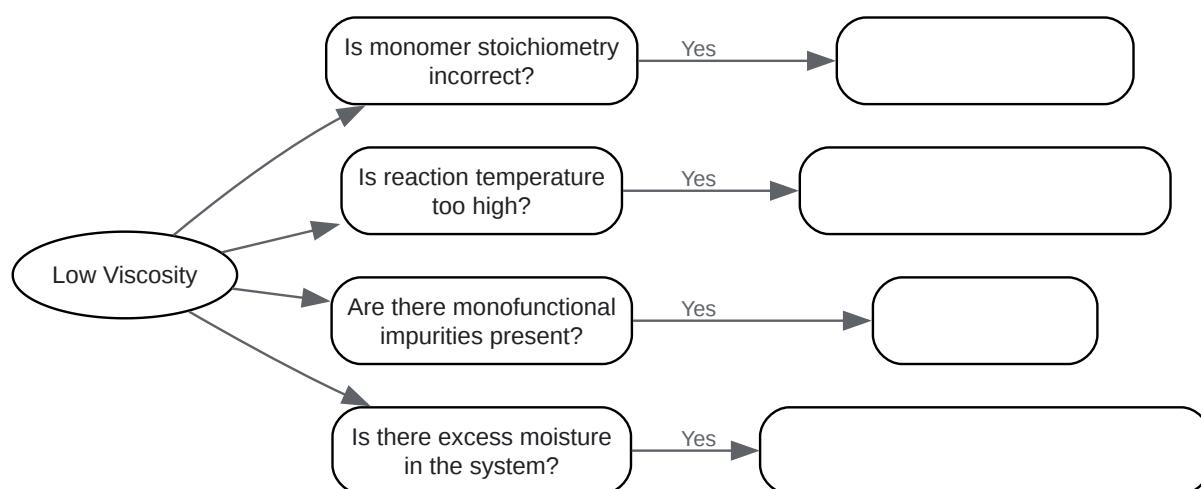 Is monomer stoichiometry
incorrect?
Yes
Is reaction temperature
too high?
Yes
Low Viscosity
Are there monofunctional
impurities present?
Yes
Is there excess moisture
in the system?
Yes